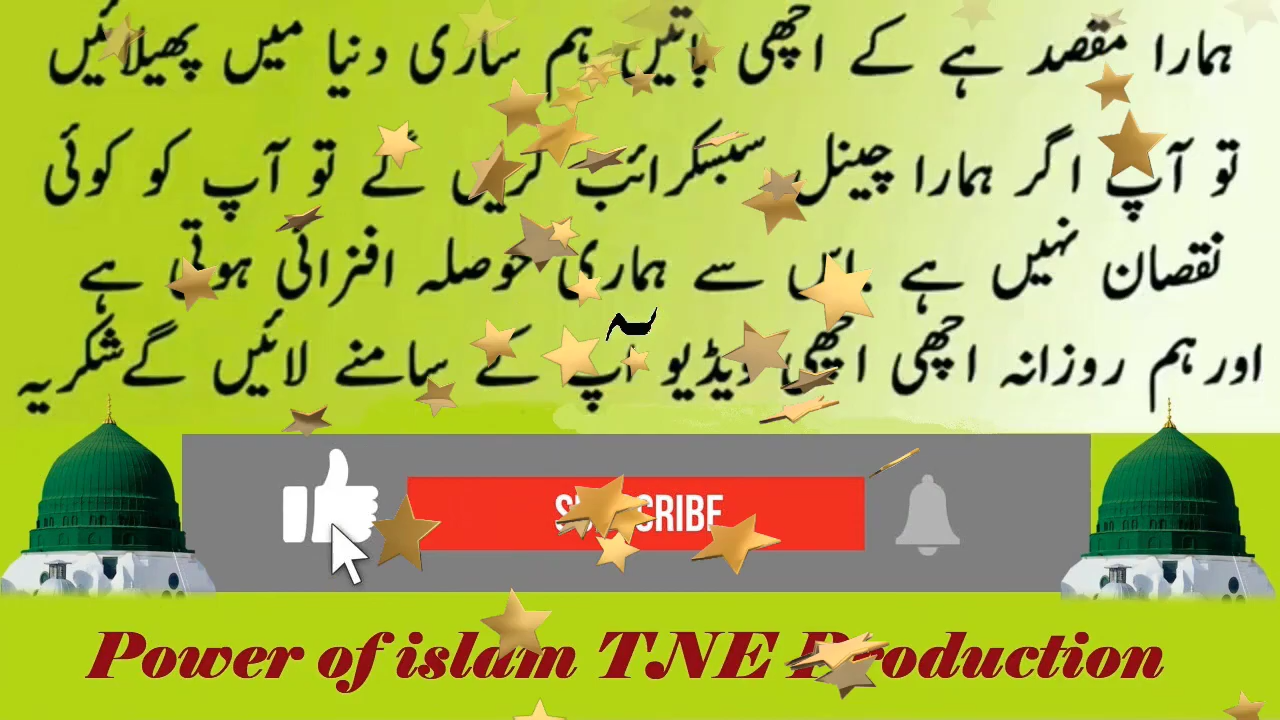 ہمارا مقصد ہے کے اچھی باتیں ہم ساری دنیا میں پھیلائیں
تو آپ اگر ہمارا چینل سبسکرائب کریں گے تو آپ کو کوئی
نقصان نہیں ہے اس سے ہماری حوصلہ افزائی ہوتی ہے
اور ہم روزانہ اچھی اچھی ویڈیو آپ کے سامنے لائیں گے شکریہ
SUBSCRIBE
Power of islam TNE Production